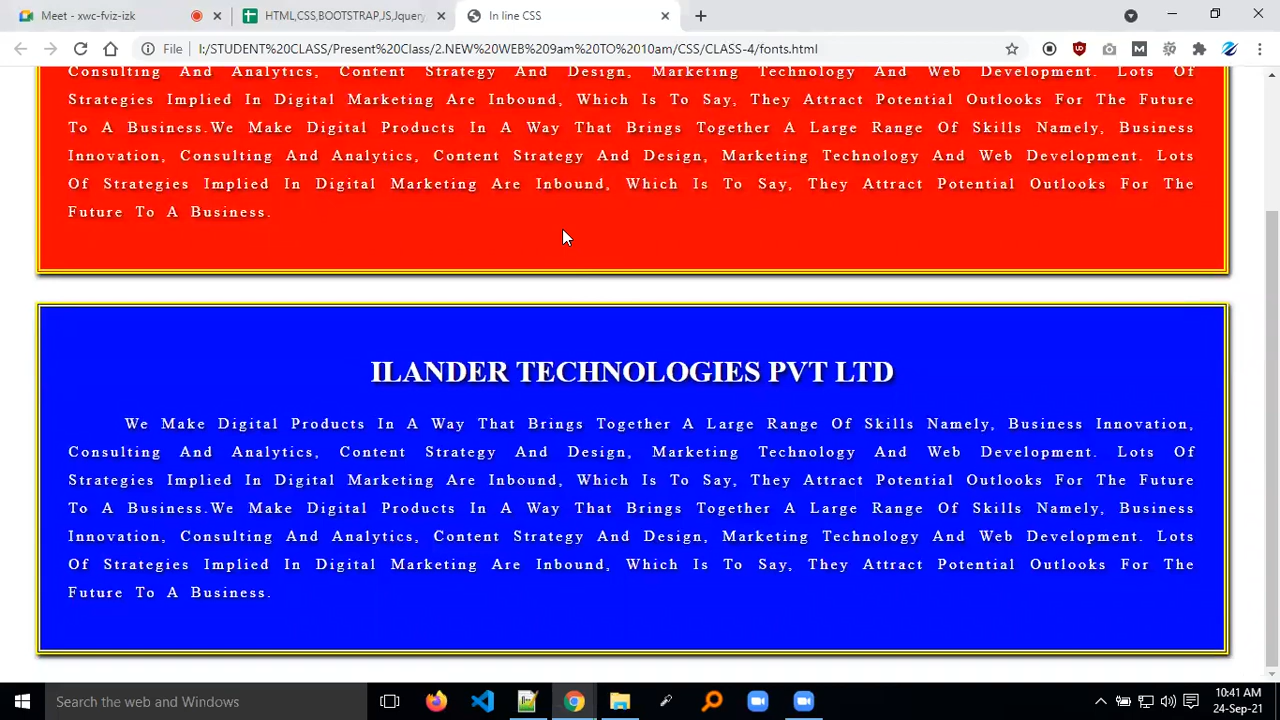 Meet - xwc-fviz-izk
HTML,CSS,BOOTSTRAP,JS,Jquery,
In line CSS
File
I:/STUDENT%20CLASS/Present%20Class/2.NEW%20WEB%209am%20TO%2010am/CSS/CLASS-4/fonts.html
Consulting And Analytics, Content Strategy And Design, Marketing Technology And Web Development. Lots Of
Strategies Implied In Digital Marketing Are Inbound, Which Is To Say, They Attract Potential Outlooks For The Future
To A Business.We Make Digital Products In A Way That Brings Together A Large Range Of Skills Namely, Business
Innovation, Consulting And Analytics, Content Strategy And Design, Marketing Technology And Web Development. Lots
Of Strategies Implied In Digital Marketing Are Inbound, Which Is To Say, They Attract Potential Outlooks For The
Future To A Business.
ILANDER TECHNOLOGIES PVT LTD
We Make Digital Products In A Way That Brings Together A Large Range Of Skills Namely, Business Innovation,
Consulting And Analytics, Content Strategy And Design, Marketing Technology And Web Development. Lots Of
Strategies Implied In Digital Marketing Are Inbound, Which Is To Say, They Attract Potential Outlooks For The Future
To A Business.We Make Digital Products In A Way That Brings Together A Large Range Of Skills Namely, Business
Innovation, Consulting And Analytics, Content Strategy And Design, Marketing Technology And Web Development. Lots
Of Strategies Implied In Digital Marketing Are Inbound, Which Is To Say, They Attract Potential Outlooks For The
Future To A Business.
Search the web and Windows
10:41 AM
24-Sep-21